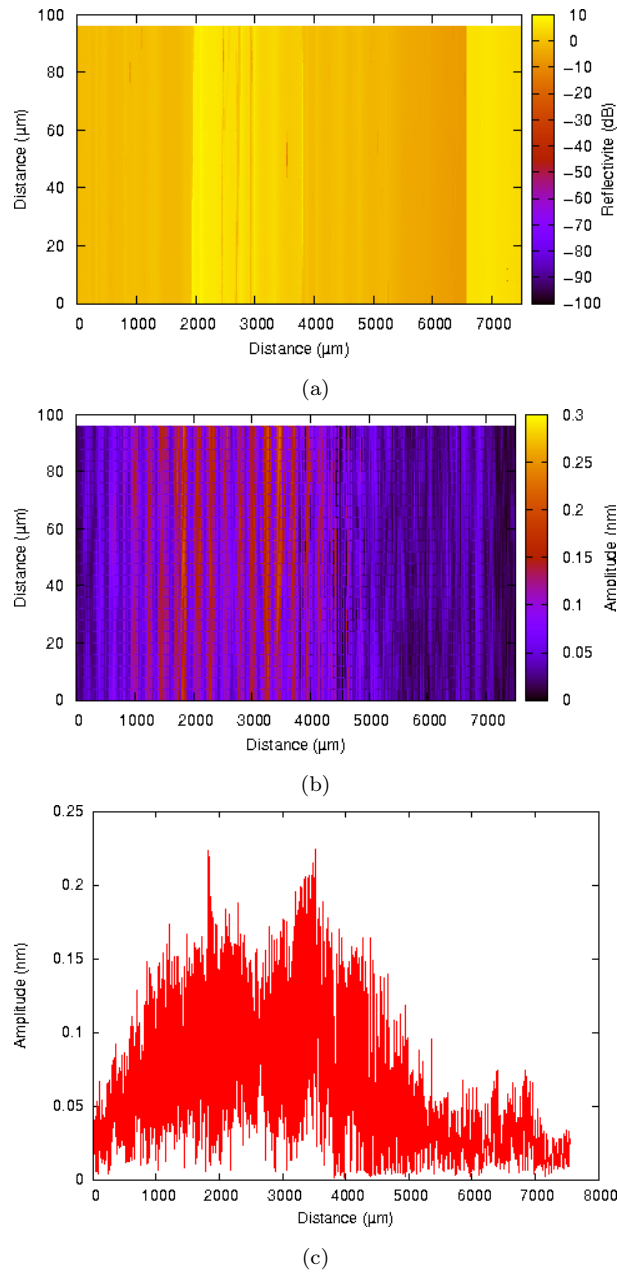 100
80
60
40
20
0
Distance (µm)
0 1000 2000 3000 4000 5000 6000 7000
Distance (µm)
10
0
−10
−20
−30
−40
−50
−60
−70
−80
−90
−100
Reflectivite (dB)
(a)
100
80
60
40
20
0
Distance (µm)
0 1000 2000 3000 4000 5000 6000 7000
Distance (µm)
0.3
0.25
0.2
0.15
0.1
0.05
0
Amplitude (nm)
(b)
0.25
0.2
0.15
0.1
0.05
0
Amplitude (nm)
0 1000 2000 3000 4000 5000 6000 7000 8000
Distance (µm)
(c)